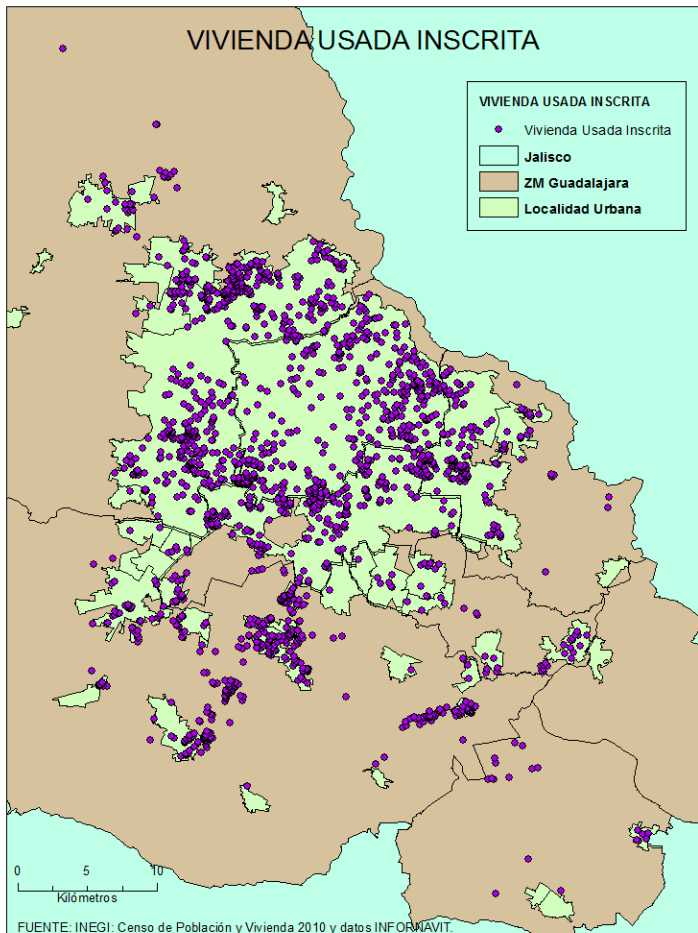 VIVIENDA USADA INSCRITA
VIVIENDA USADA INSCRITA
Vivienda Usada Inscrita
Jalisco
ZM Guadalajara
Localidad Urbana
0 5 10
Kilómetros
FUENTE: INEGI: Censo de Población y Vivienda 2010 y datos INFORNAVIT.